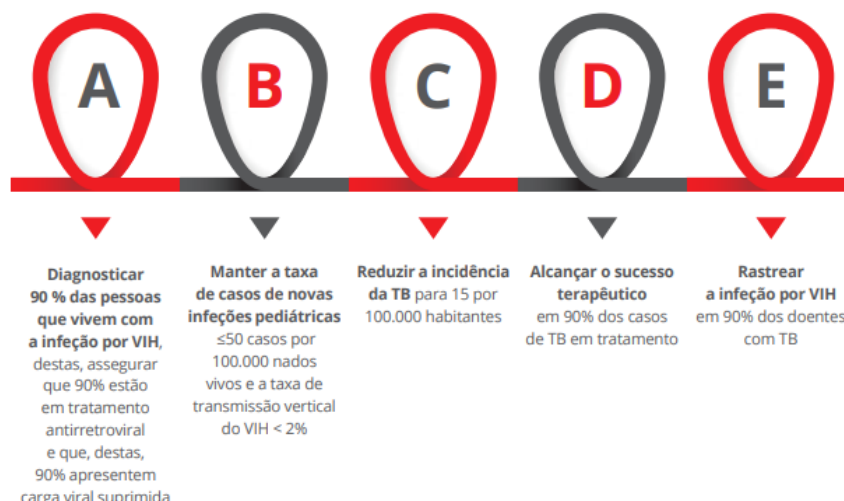 A
B
C
D
E
Diagnosticar
90 % das pessoas
que vivem com
a infeção por VIH,
destas, assegurar
que 90% estão
em tratamento
antirretroviral
e que, destas,
90% apresentem
carga viral suprimida
Manter a taxa
de casos de novas
infeções pediátricas
≤50 casos por
100.000 nados
vivos e a taxa de
transmissão vertical
do VIH < 2%
Reduzir a incidência
da TB para 15 por
100.000 habitantes
Alcançar o sucesso
terapêutico
em 90% dos casos
de TB em tratamento
Rastrear
a infeção por VIH
em 90% dos doentes
com TB